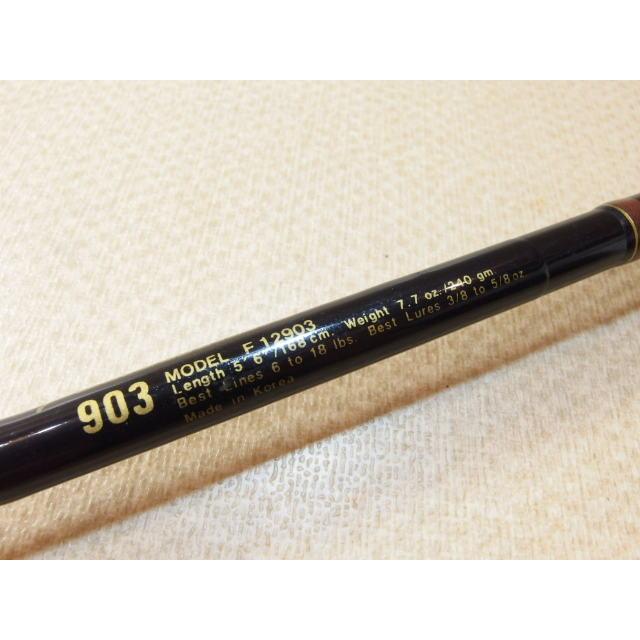 903
MODEL F 12903
Length 5' 6"/168 cm. Weight 7.7 oz./240 gm
Best Lines 6 to 18 lbs. Best Lures 3/8 to 5/8 oz.
Made in Korea